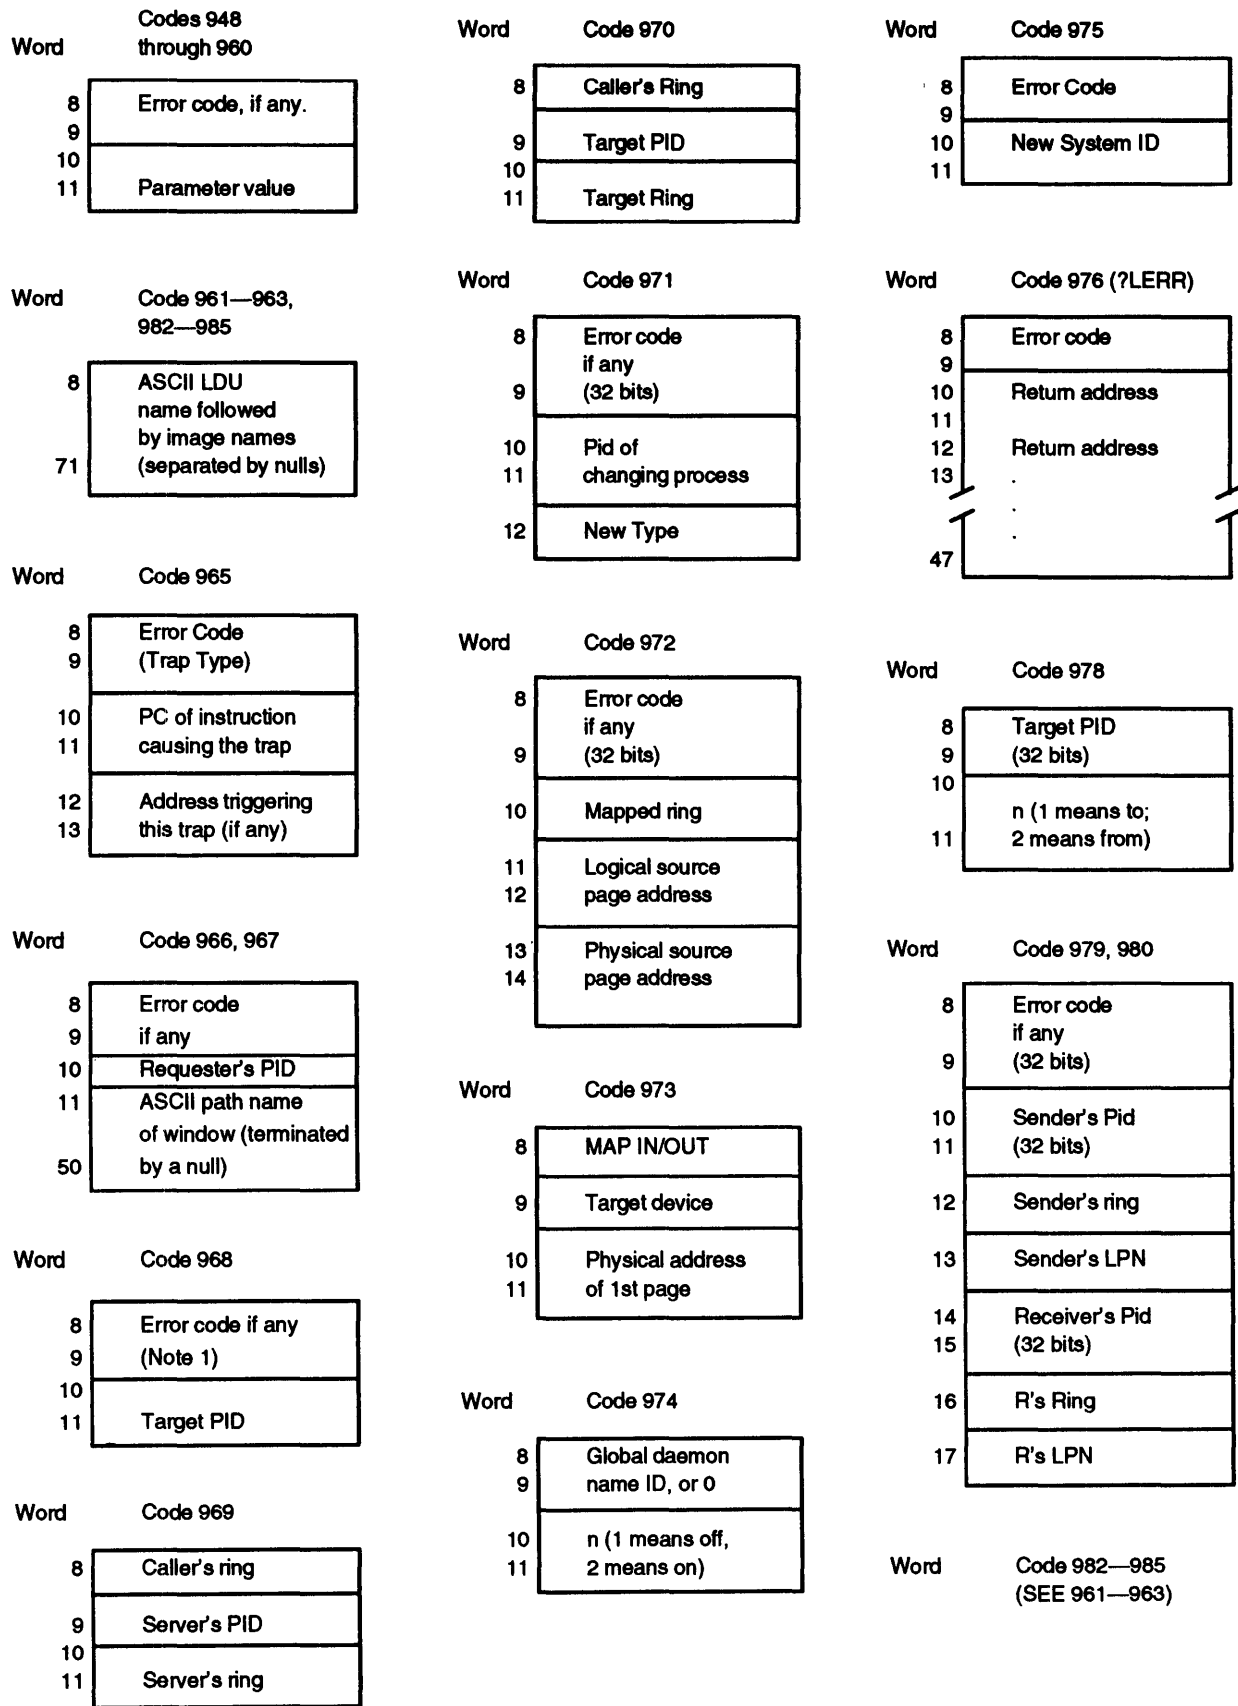 Word Codes 948
through 960
8 Error code, if any.
9
10
11 Parameter value
Word Code 961—963,
982—985
8 ASCII LDU
name followed
by image names
71 (separated by nulls)
Word Code 965
8 Error Code
9 (Trap Type)
10 PC of instruction
11 causing the trap
12 Address triggering
13 this trap (if any)
Word Code 966, 967
8 Error code
9 if any
10 Requester's PID
11 ASCII path name
of window (terminated
50 by a null)
Word Code 968
8 Error code if any
9 (Note 1)
10
11 Target PID
Word Code 969
8 Caller's ring
9 Server's PID
10
11 Server's ring
Word Code 970
8 Caller's Ring
9 Target PID
10
11 Target Ring
Word Code 971
8 Error code
if any
9 (32 bits)
10 Pid of
11 changing process
12 New Type
Word Code 972
8 Error code
if any
9 (32 bits)
10 Mapped ring
11 Logical source
12 page address
13 Physical source
14 page address
Word Code 973
8 MAP IN/OUT
9 Target device
10 Physical address
11 of 1st page
Word Code 974
8 Global daemon
9 name ID, or 0
10 n (1 means off,
11 2 means on)
Word Code 975
8 Error Code
9
10 New System ID
11
Word Code 976 (?LERR)
8 Error code
9
10 Return address
11
12 Return address
13 .
.
.
47
Word Code 978
8 Target PID
9 (32 bits)
10
n (1 means to;
11 2 means from)
Word Code 979, 980
8 Error code
if any
9 (32 bits)
10 Sender's Pid
11 (32 bits)
12 Sender's ring
13 Sender's LPN
14 Receiver's Pid
15 (32 bits)
16 R's Ring
17 R's LPN
Word Code 982—985
(SEE 961—963)